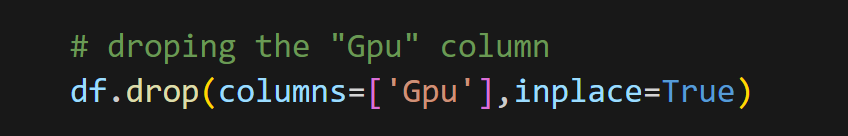 # droping the "Gpu" column
df.drop(columns=['Gpu'],inplace=True)